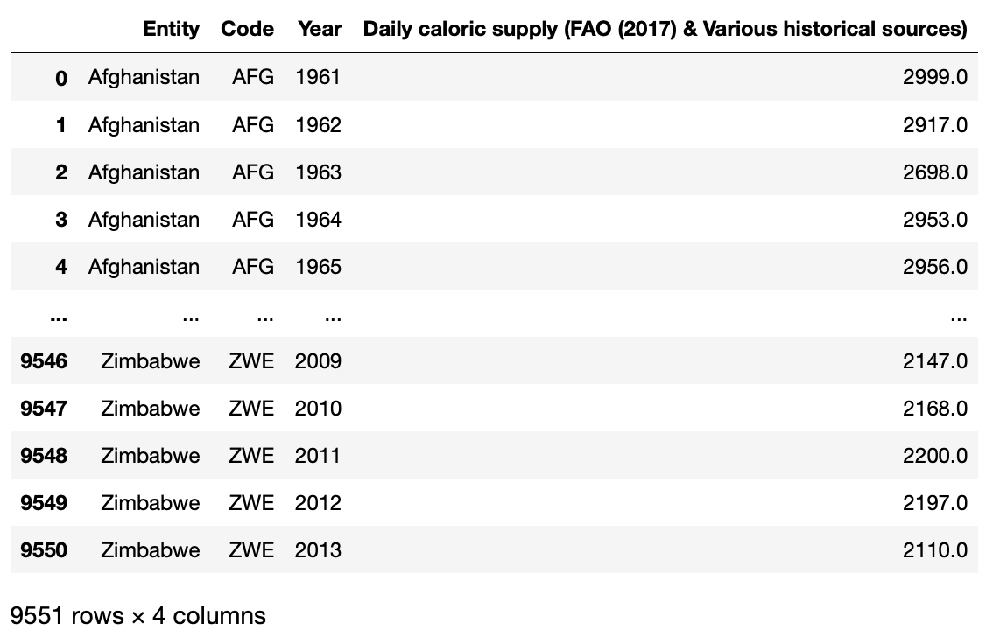 Entity Code Year Daily caloric supply (FAO (2017) & Various historical sources)
0 Afghanistan AFG 1961 2999.0
1 Afghanistan AFG 1962 2917.0
2 Afghanistan AFG 1963 2698.0
3 Afghanistan AFG 1964 2953.0
4 Afghanistan AFG 1965 2956.0
... ... ... ... ...
9546 Zimbabwe ZWE 2009 2147.0
9547 Zimbabwe ZWE 2010 2168.0
9548 Zimbabwe ZWE 2011 2200.0
9549 Zimbabwe ZWE 2012 2197.0
9550 Zimbabwe ZWE 2013 2110.0
9551 rows × 4 columns